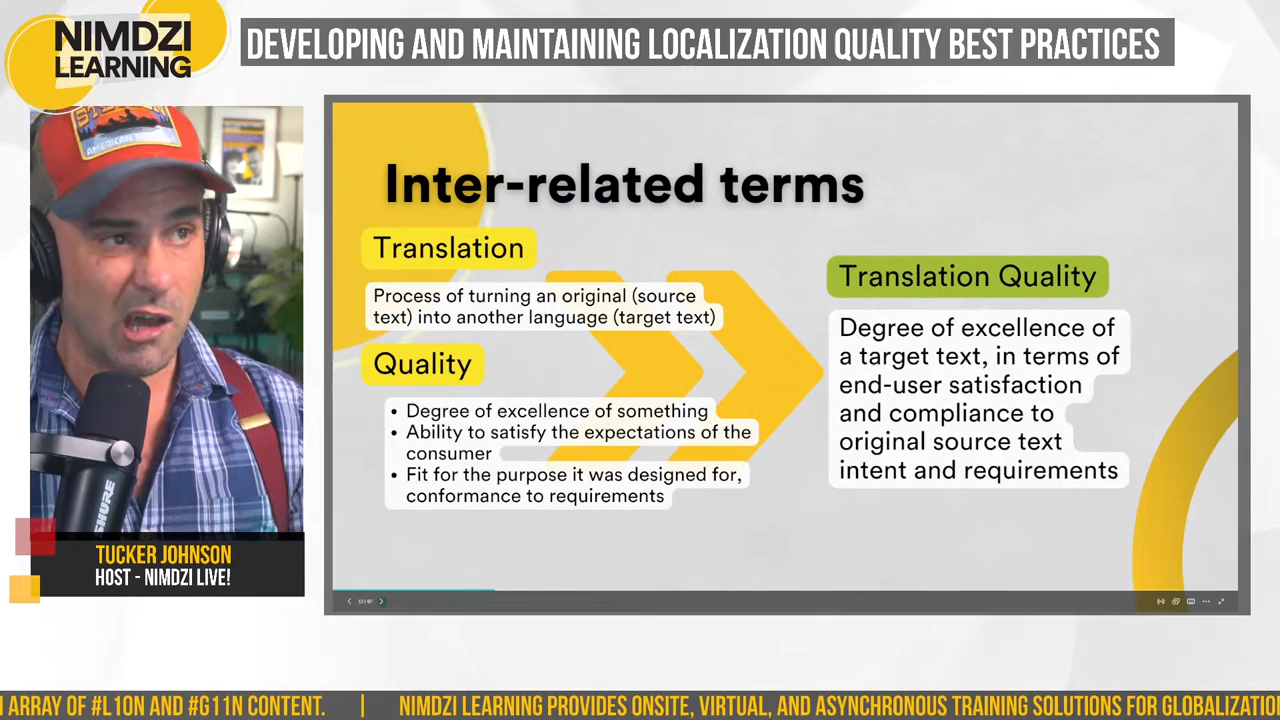 NIMDZI
LEARNING
DEVELOPING AND MAINTAINING LOCALIZATION QUALITY BEST PRACTICES
AMERICAN
SHURE
TUCKER JOHNSON
HOST - NIMDZI LIVE!
Inter-related terms
Translation
Process of turning an original (source
text) into another language (target text)
Quality
• Degree of excellence of something
• Ability to satisfy the expectations of the
consumer
• Fit for the purpose it was designed for,
conformance to requirements
Translation Quality
Degree of excellence of
a target text, in terms of
end-user satisfaction
and compliance to
original source text
intent and requirements
12 / 67
ARRAY OF #L10N AND #G11N CONTENT. | NIMDZI LEARNING PROVIDES ONSITE, VIRTUAL, AND ASYNCHRONOUS TRAINING SOLUTIONS FOR GLOBALIZATIO